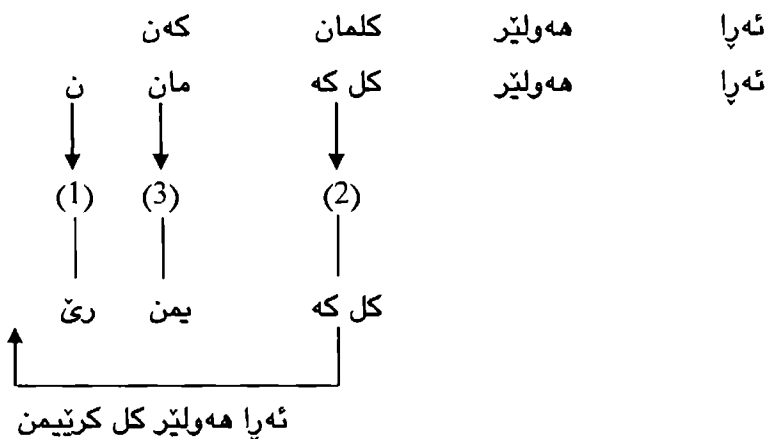 ئەڕا هەولێر کلمان کەن
ئەڕا هەولێر کل کە مان ن
(2) (3) (1)
کل کە یمن رێ
ئەڕا هەولێر کل کرێیمن